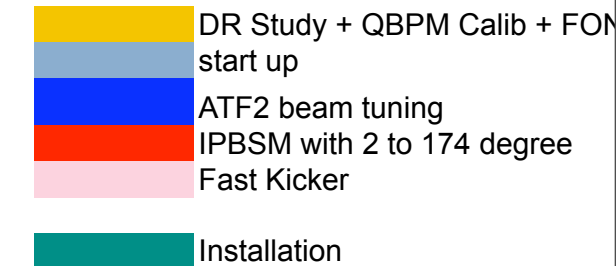 DR Study + QBPM Calib + FON
start up
ATF2 beam tuning
IPBSM with 2 to 174 degree
Fast Kicker
Installation